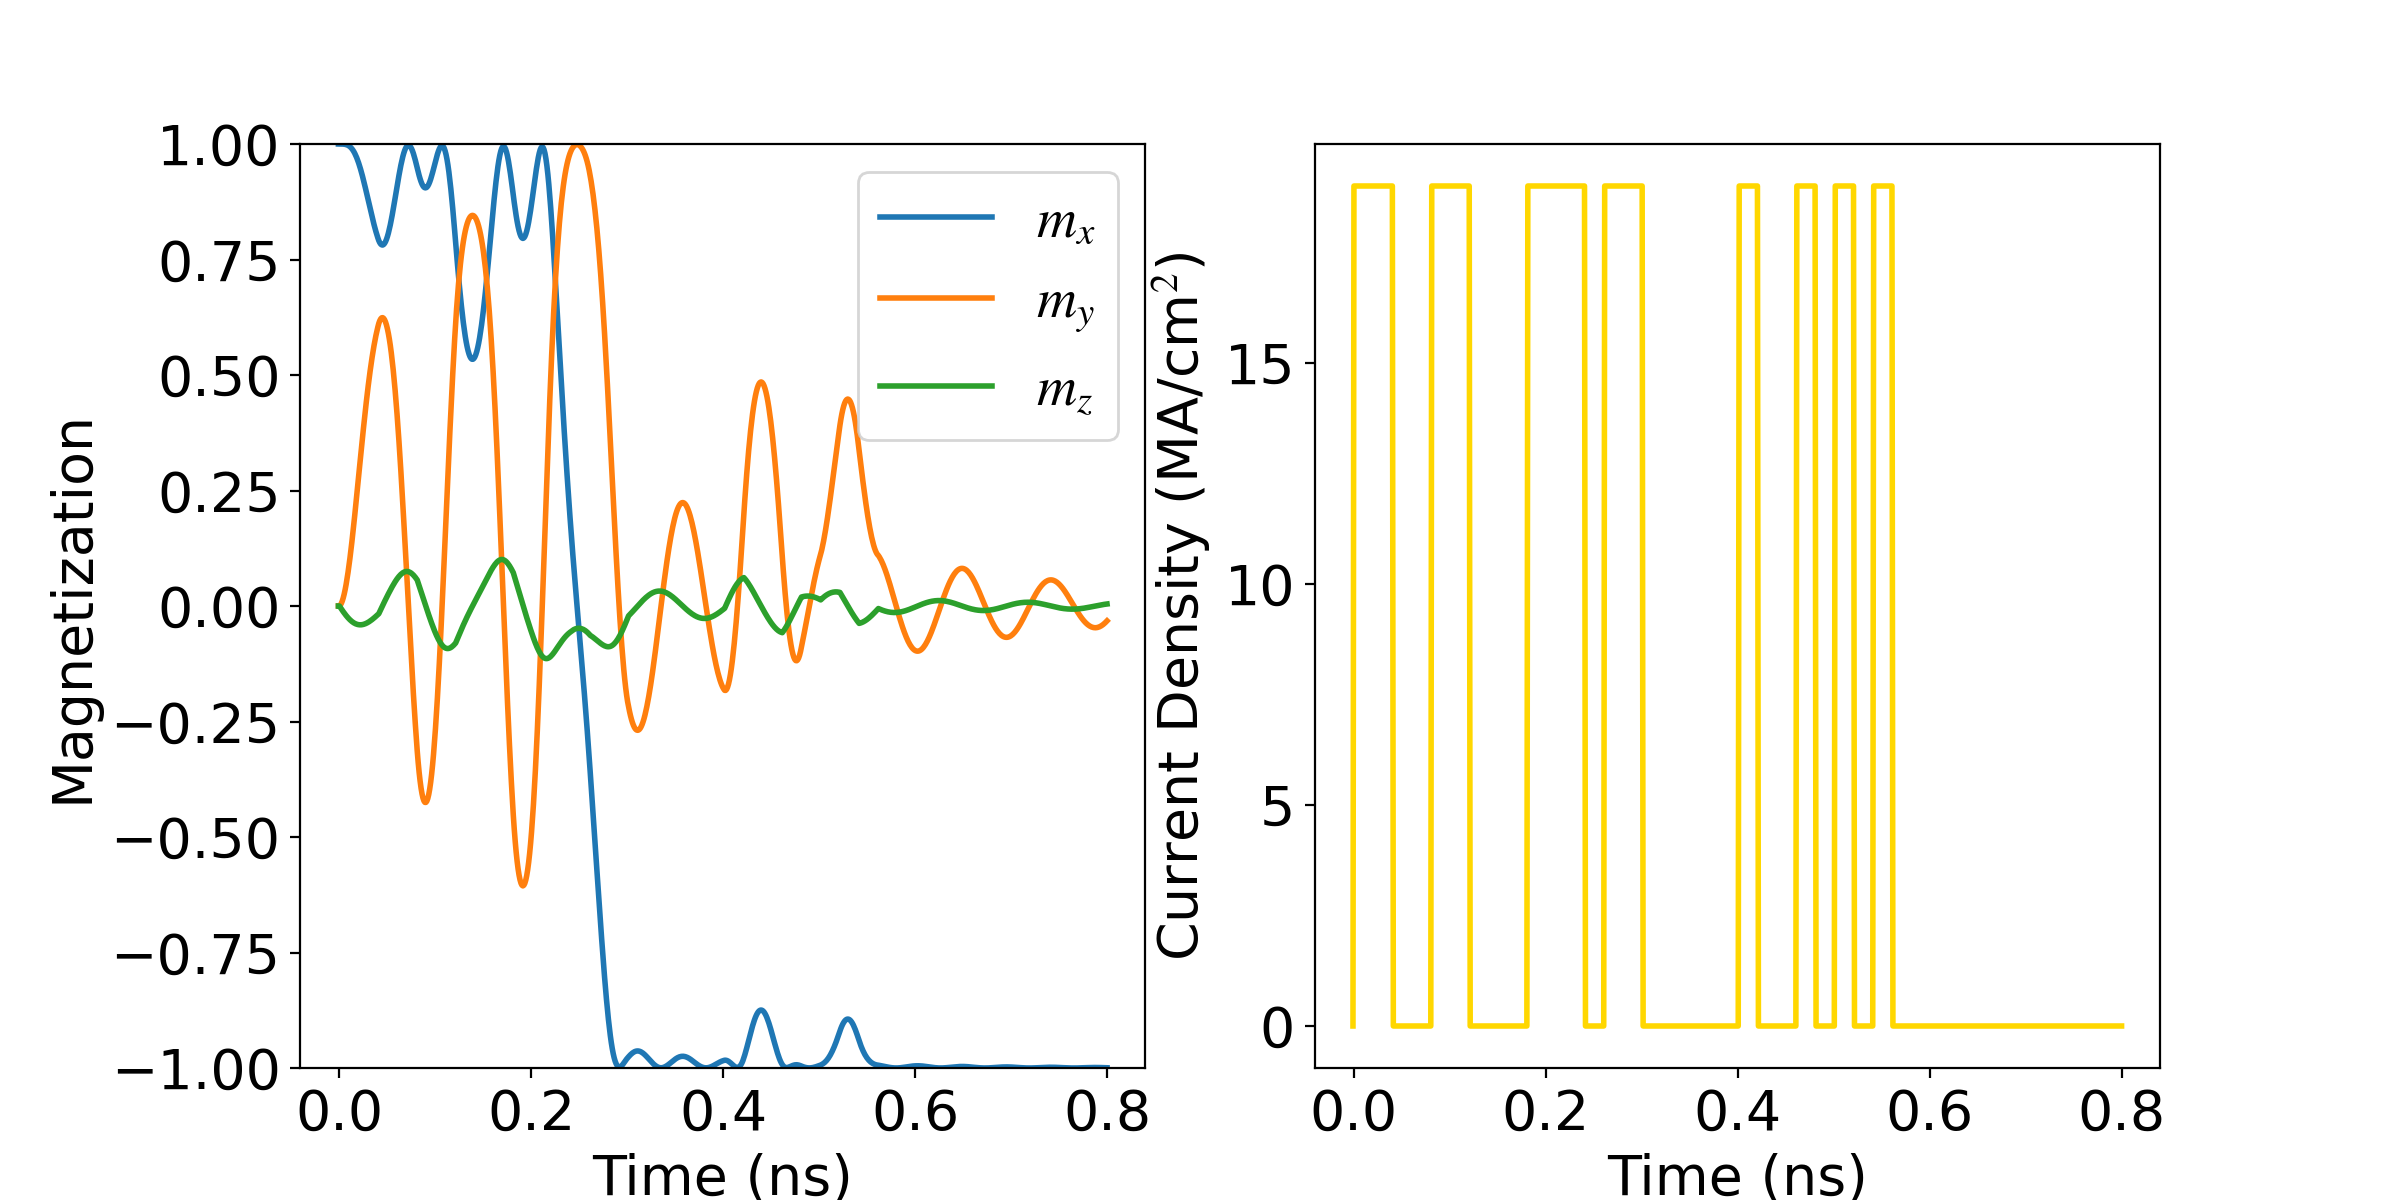 Magnetization
1.00
0.75
0.50
0.25
0.00
−0.25
−0.50
−0.75
−1.00
0.0 0.2 0.4 0.6 0.8
Time (ns)
m_x
m_y
m_z
Current Density (MA/cm²)
15
10
5
0
0.0 0.2 0.4 0.6 0.8
Time (ns)